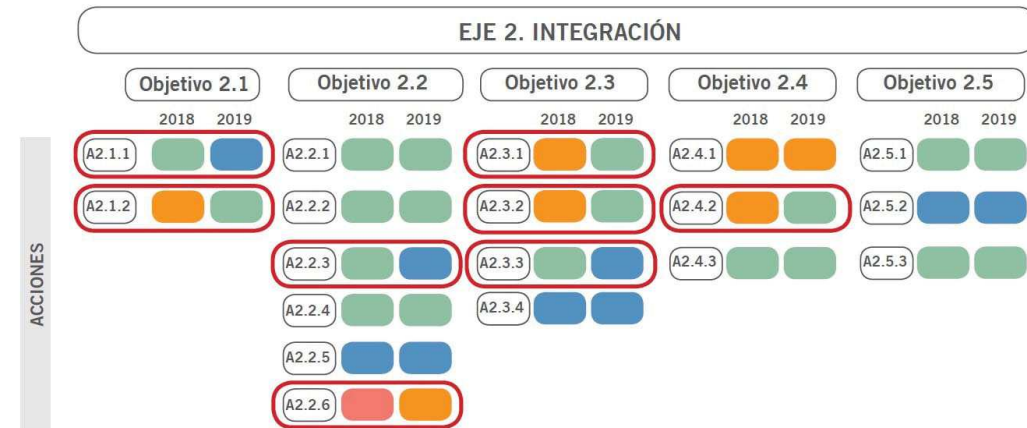 EJE 2. INTEGRACIÓN
Objetivo 2.1 Objetivo 2.2 Objetivo 2.3 Objetivo 2.4 Objetivo 2.5
2018 2019 2018 2019 2018 2019 2018 2019 2018 2019
ACCIONES
A2.1.1 A2.2.1 A2.3.1 A2.4.1 A2.5.1
A2.1.2 A2.2.2 A2.3.2 A2.4.2 A2.5.2
A2.2.3 A2.3.3 A2.4.3 A2.5.3
A2.2.4 A2.3.4
A2.2.5
A2.2.6